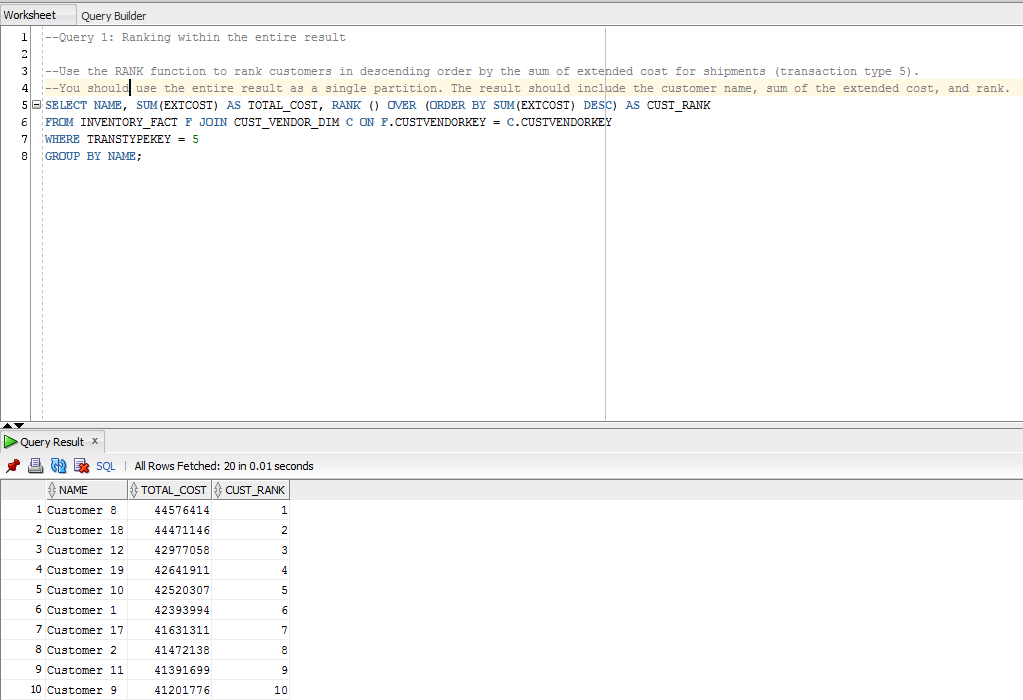 Worksheet Query Builder
1 --Query 1: Ranking within the entire result
2
3 --Use the RANK function to rank customers in descending order by the sum of extended cost for shipments (transaction type 5).
4 --You should use the entire result as a single partition. The result should include the customer name, sum of the extended cost, and rank.
5 SELECT NAME, SUM(EXTCOST) AS TOTAL_COST, RANK () OVER (ORDER BY SUM(EXTCOST) DESC) AS CUST_RANK
6 FROM INVENTORY_FACT F JOIN CUST_VENDOR_DIM C ON F.CUSTVENDORKEY = C.CUSTVENDORKEY
7 WHERE TRANSTYPEKEY = 5
8 GROUP BY NAME;
Query Result x
SQL | All Rows Fetched: 20 in 0.01 seconds
NAME TOTAL_COST CUST_RANK
1 Customer 8 44576414 1
2 Customer 18 44471146 2
3 Customer 12 42977058 3
4 Customer 19 42641911 4
5 Customer 10 42520307 5
6 Customer 1 42393994 6
7 Customer 17 41631311 7
8 Customer 2 41472138 8
9 Customer 11 41391699 9
10 Customer 9 41201776 10